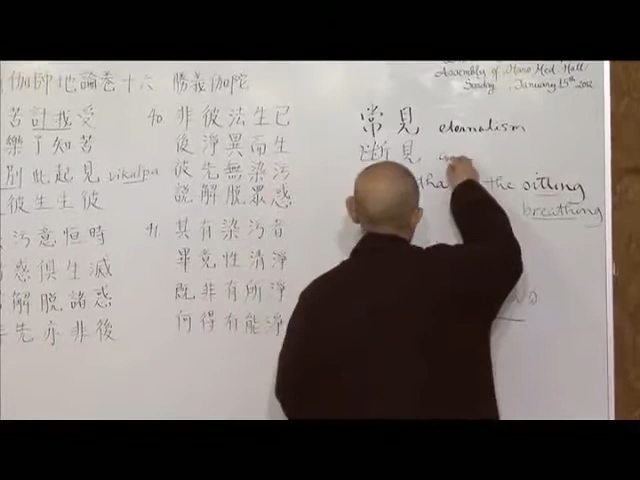 伽師地論卷十六 勝義伽陀
苦計我受
樂了知苦
別此起見 vikalpa
彼生生彼
污意恒時
惑俱生滅
解脫諸惑
先亦非後
40 非彼法生已
後淨異而生
彼先無染污
說解脫眾惑
41 其有染污者
畢竟性清淨
既非有所淨
何得有能淨
Assembly of Hall
Sunday, January 15th 2012
常見 eternalism
斷見
tha the sitting
breathing